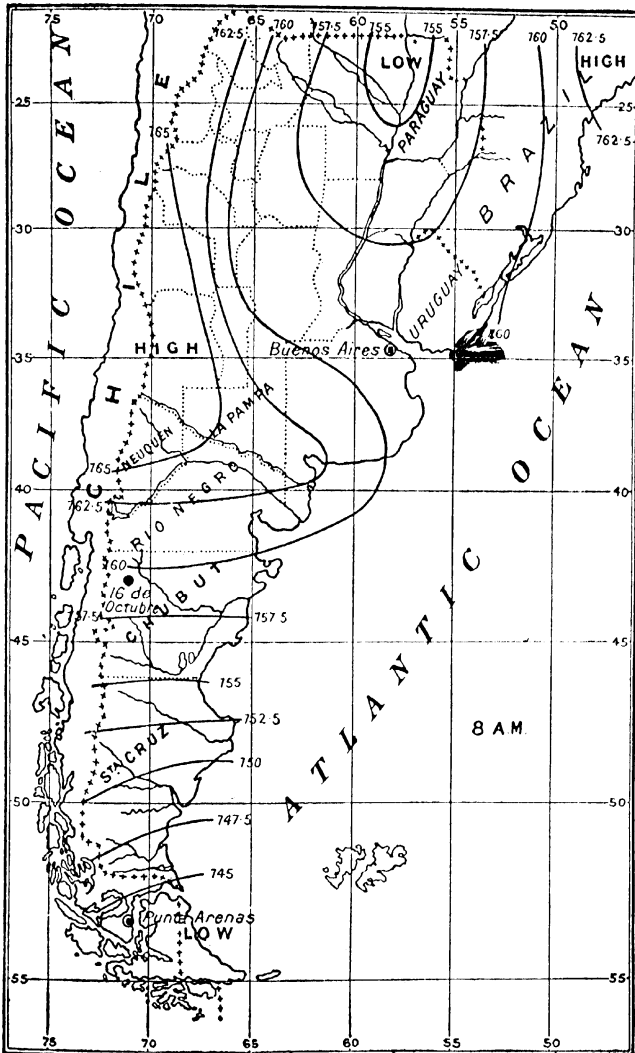 75 70 65 60 55 50
762·5 760 757·5 755 755 757·5 760 762·5
LOW HIGH
25 25
PARAGUAY
765 762·5
BRA I
30 30
URUGUAY
760
HIGH Buenos Aires
35 35
LA PAMPA
NEUQUEN
765
40 40
762·5
RIO NEGRO
760
16 de
Octubre
CHUBUT
757·5 757·5
45 45
755
752·5 8 A.M.
Sta CRUZ
750
50 50
747·5
745
Punta Arenas
LOW
55 55
75 70 65 60 55 50
PACIFIC OCEAN
CHILE
ATLANTIC OCEAN